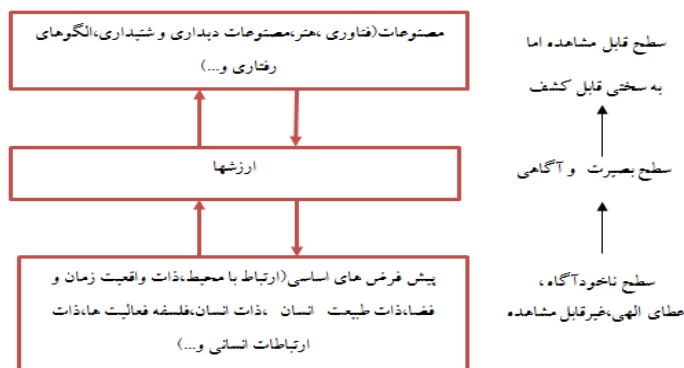 مصنوعات(فناوری ،هنر،مصنوعات دیداری و شنیداری،الگوهای
رفتاری و...)
سطح قابل مشاهده اما
به سختی قابل کشف
ارزشها
سطح بصیرت و آگاهی
پیش فرض های اساسی(ارتباط با محیط،ذات واقعیت زمان و
فضا،ذات طبیعت انسان ،ذات انسان،فلسفه فعالیت ها،ذات
ارتباطات انسانی و...)
سطح ناخودآگاه،
عطای الهی،غیرقابل مشاهده